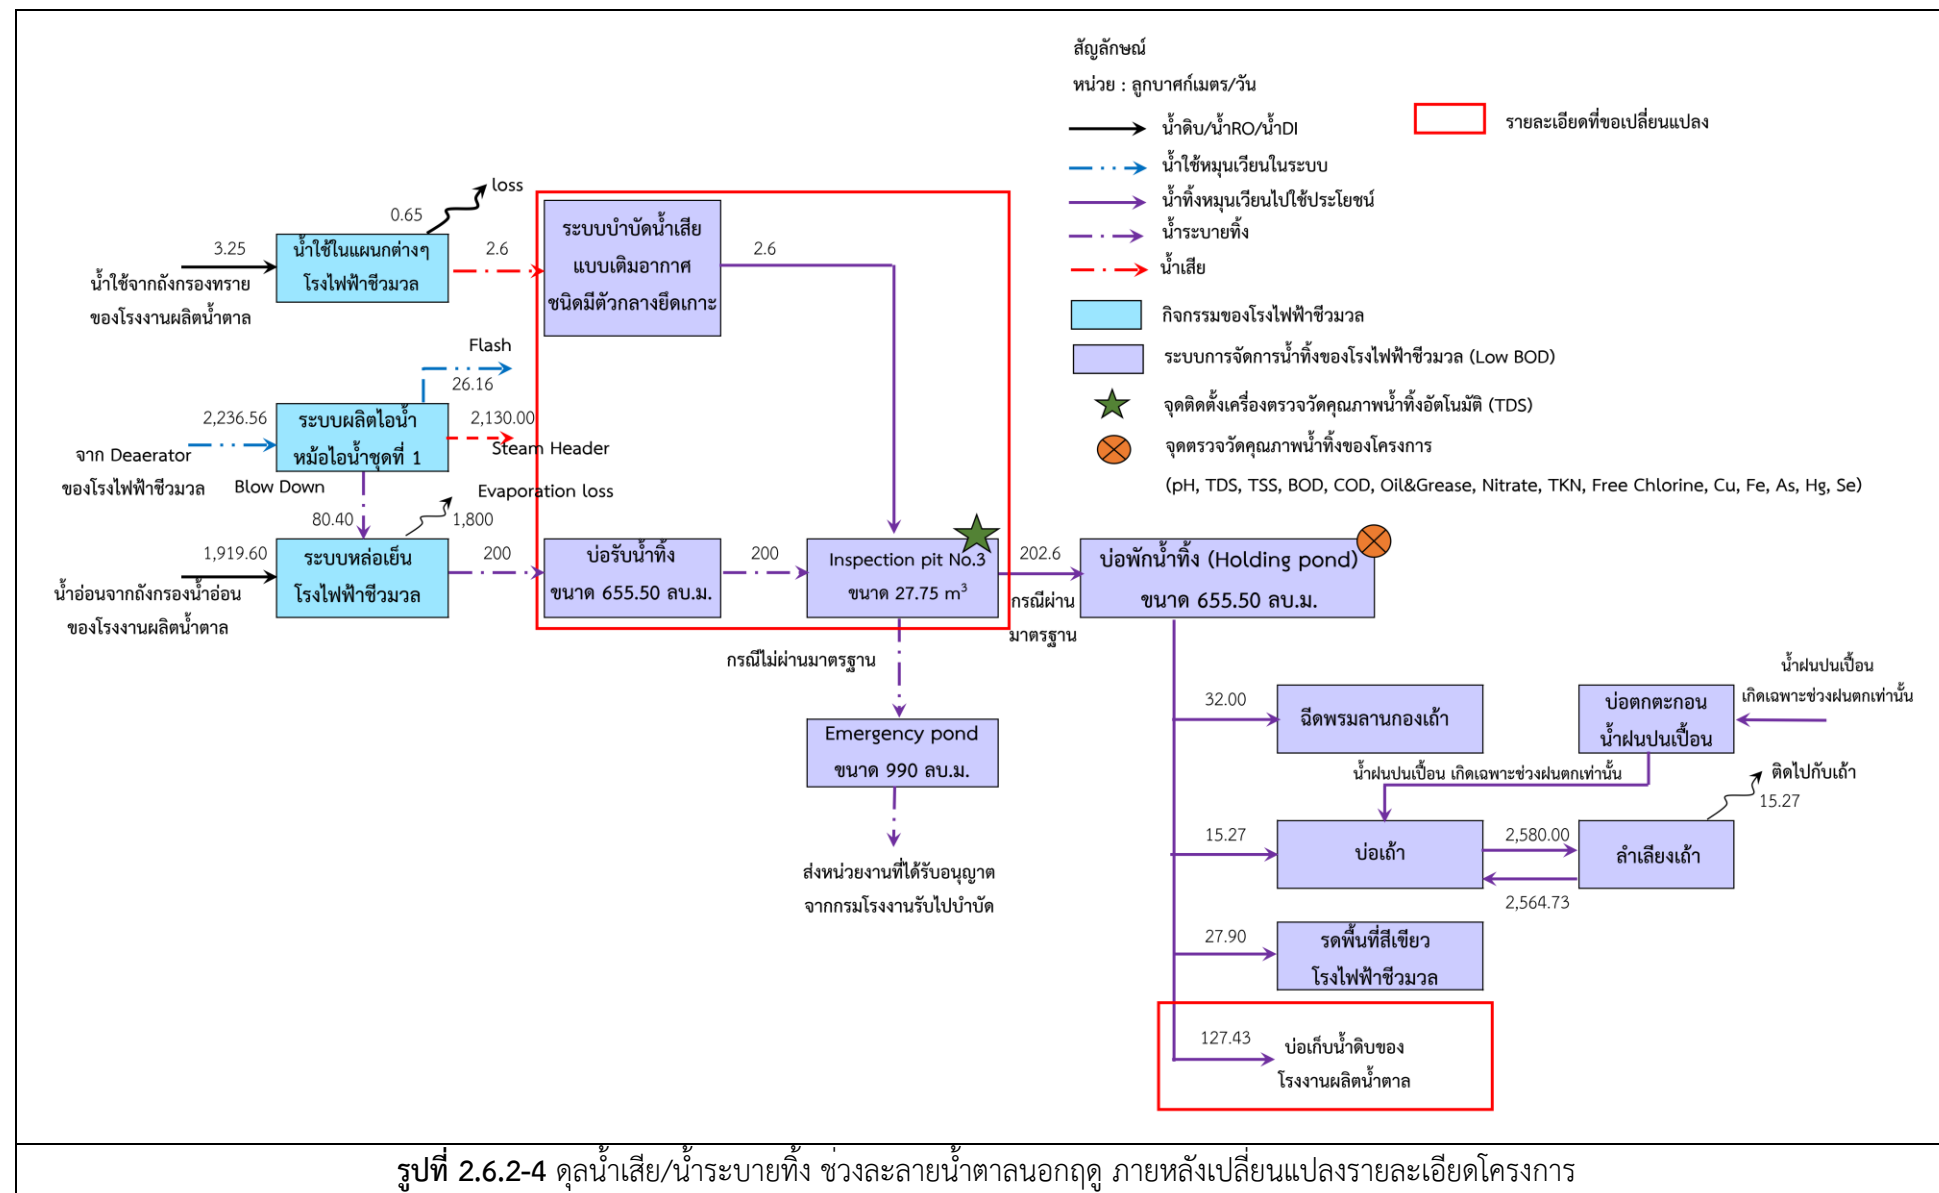 สัญลักษณ์
หน่วย : ลูกบาศก์เมตร/วัน
น้ำดิบ/น้ำRO/น้ำDI
รายละเอียดที่ขอเปลี่ยนแปลง
น้ำใช้หมุนเวียนในระบบ
น้ำทิ้งหมุนเวียนไปใช้ประโยชน์
น้ำระบายทิ้ง
น้ำเสีย
กิจกรรมของโรงไฟฟ้าชีวมวล
ระบบการจัดการน้ำทิ้งของโรงไฟฟ้าชีวมวล (Low BOD)
จุดติดตั้งเครื่องตรวจวัดคุณภาพน้ำทิ้งอัตโนมัติ (TDS)
จุดตรวจวัดคุณภาพน้ำทิ้งของโครงการ
(pH, TDS, TSS, BOD, COD, Oil&Grease, Nitrate, TKN, Free Chlorine, Cu, Fe, As, Hg, Se)
loss
0.65
3.25
น้ำใช้จากถังกรองทราย
ของโรงงานผลิตน้ำตาล
น้ำใช้ในแผนกต่างๆ
โรงไฟฟ้าชีวมวล
2.6
ระบบบำบัดน้ำเสีย
แบบเติมอากาศ
ชนิดมีตัวกลางยึดเกาะ
2.6
Flash
26.16
2,236.56
จาก Deaerator
ของโรงไฟฟ้าชีวมวล
ระบบผลิตไอน้ำ
หม้อไอน้ำชุดที่ 1
2,130.00
Steam Header
Blow Down
80.40
Evaporation loss
1,800
1,919.60
น้ำอ่อนจากถังกรองน้ำอ่อน
ของโรงงานผลิตน้ำตาล
ระบบหล่อเย็น
โรงไฟฟ้าชีวมวล
200
บ่อรับน้ำทิ้ง
ขนาด 655.50 ลบ.ม.
200
Inspection pit No.3
ขนาด 27.75 m³
202.6
กรณีผ่าน
มาตรฐาน
บ่อพักน้ำทิ้ง (Holding pond)
ขนาด 655.50 ลบ.ม.
กรณีไม่ผ่านมาตรฐาน
Emergency pond
ขนาด 990 ลบ.ม.
ส่งหน่วยงานที่ได้รับอนุญาต
จากกรมโรงงานรับไปบำบัด
32.00
ฉีดพรมลานกองเถ้า
น้ำฝนปนเปื้อน
เกิดเฉพาะช่วงฝนตกเท่านั้น
บ่อตกตะกอน
น้ำฝนปนเปื้อน
น้ำฝนปนเปื้อน เกิดเฉพาะช่วงฝนตกเท่านั้น
ติดไปกับเถ้า
15.27
15.27
บ่อเถ้า
2,580.00
2,564.73
ลำเลียงเถ้า
27.90
รดพื้นที่สีเขียว
โรงไฟฟ้าชีวมวล
127.43
บ่อเก็บน้ำดิบของ
โรงงานผลิตน้ำตาล
รูปที่ 2.6.2-4 ดุลน้ำเสีย/น้ำระบายทิ้ง ช่วงละลายน้ำตาลนอกฤดู ภายหลังเปลี่ยนแปลงรายละเอียดโครงการ